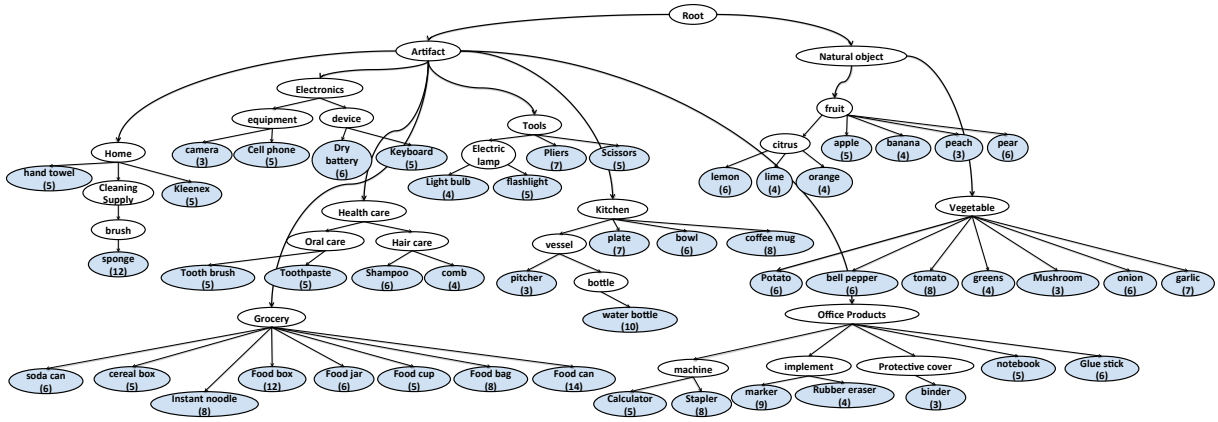 Root
Artifact
Natural object
Electronics
fruit
equipment
device
Tools
citrus
apple
(5)
banana
(4)
peach
(3)
pear
(6)
Home
camera
(3)
Cell phone
(5)
Dry
battery
(6)
Keyboard
(5)
Electric
lamp
Pliers
(7)
Scissors
(5)
hand towel
(5)
Cleaning
Supply
Kleenex
(5)
Light bulb
(4)
flashlight
(5)
lemon
(6)
lime
(4)
orange
(4)
Health care
Kitchen
Vegetable
brush
Oral care
Hair care
vessel
plate
(7)
bowl
(6)
coffee mug
(8)
sponge
(12)
Tooth brush
(5)
Toothpaste
(5)
Shampoo
(6)
comb
(4)
pitcher
(3)
bottle
Potato
(6)
bell pepper
(6)
tomato
(8)
greens
(4)
Mushroom
(3)
onion
(6)
garlic
(7)
Grocery
water bottle
(10)
Office Products
soda can
(6)
cereal box
(5)
Food box
(12)
Food jar
(6)
Food cup
(5)
Food bag
(8)
Food can
(14)
Instant noodle
(8)
machine
implement
Protective cover
notebook
(5)
Glue stick
(6)
Calculator
(5)
Stapler
(8)
marker
(9)
Rubber eraser
(4)
binder
(3)